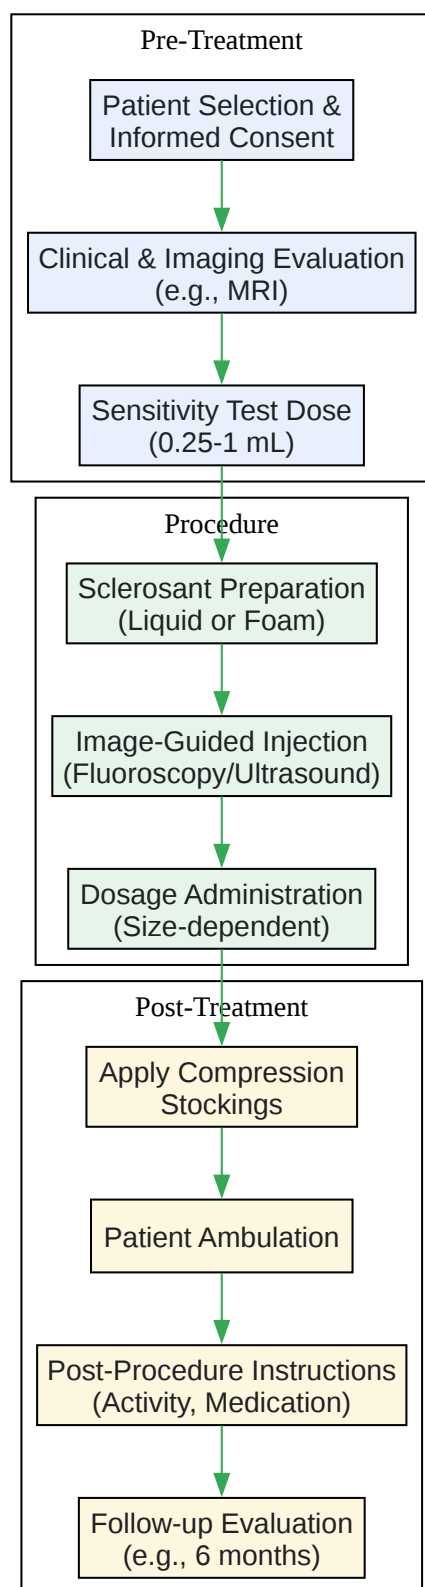 Pre-Treatment
Patient Selection &
Informed Consent
Clinical & Imaging Evaluation
(e.g., MRI)
Sensitivity Test Dose
(0.25-1 mL)
Procedure
Sclerosant Preparation
(Liquid or Foam)
Image-Guided Injection
(Fluoroscopy/Ultrasound)
Dosage Administration
(Size-dependent)
Post-Treatment
Apply Compression
Stockings
Patient Ambulation
Post-Procedure Instructions
(Activity, Medication)
Follow-up Evaluation
(e.g., 6 months)